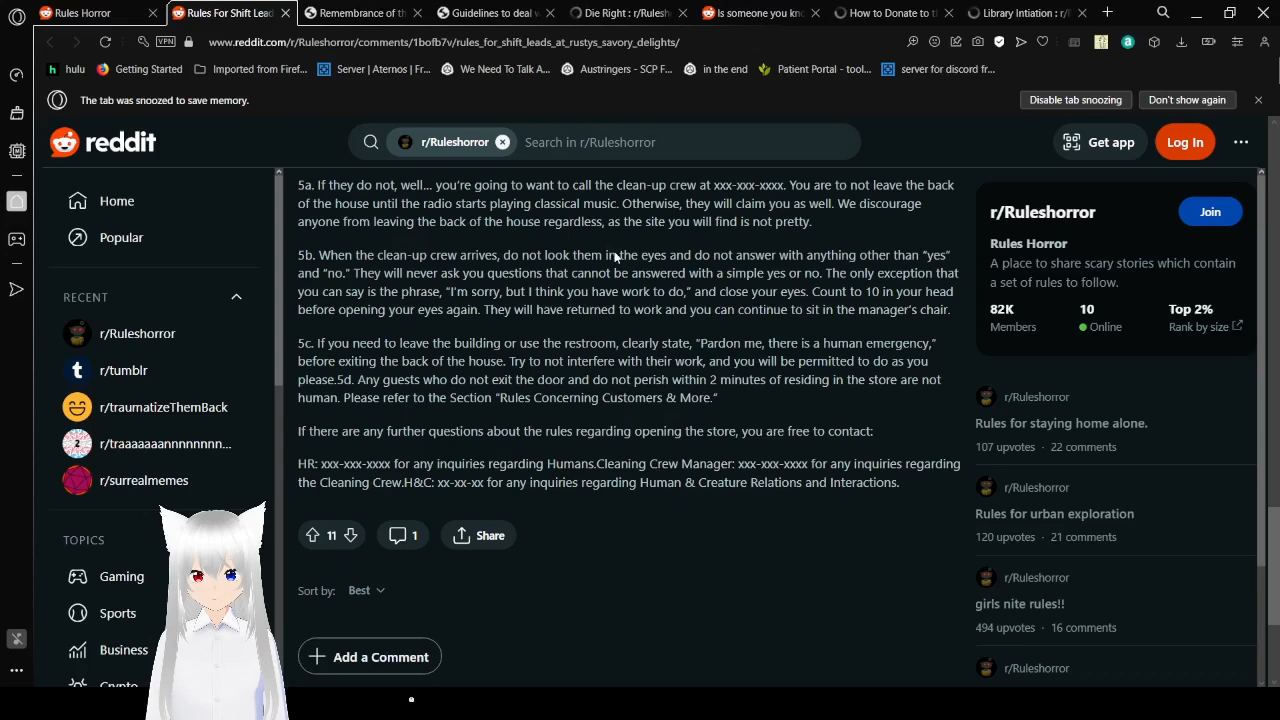 Rules Horror
Rules For Shift Lead
Remembrance of th
Guidelines to deal w
Die Right : r/Rulesh
Is someone you kno
How to Donate to t
Library Intiation : r/
VPN
www.reddit.com/r/Ruleshorror/comments/1bofb7v/rules_for_shift_leads_at_rustys_savory_delights/
hulu
Getting Started
Imported from Firef...
Server | Aternos | Fr...
We Need To Talk A...
Austringers - SCP F...
in the end
Patient Portal - tool...
server for discord fr...
The tab was snoozed to save memory.
Disable tab snoozing
Don't show again
reddit
r/Ruleshorror
Search in r/Ruleshorror
Get app
Log In
Home
Popular
RECENT
r/Ruleshorror
r/tumblr
r/traumatizeThemBack
r/traaaaaaannnnnnnn...
r/surrealmemes
TOPICS
Gaming
Sports
Business
Crypto
5a. If they do not, well... you're going to want to call the clean-up crew at xxx-xxx-xxxx. You are to not leave the back
of the house until the radio starts playing classical music. Otherwise, they will claim you as well. We discourage
anyone from leaving the back of the house regardless, as the site you will find is not pretty.
5b. When the clean-up crew arrives, do not look them in the eyes and do not answer with anything other than "yes"
and "no." They will never ask you questions that cannot be answered with a simple yes or no. The only exception that
you can say is the phrase, "I'm sorry, but I think you have work to do," and close your eyes. Count to 10 in your head
before opening your eyes again. They will have returned to work and you can continue to sit in the manager's chair.
5c. If you need to leave the building or use the restroom, clearly state, "Pardon me, there is a human emergency,"
before exiting the back of the house. Try to not interfere with their work, and you will be permitted to do as you
please.5d. Any guests who do not exit the door and do not perish within 2 minutes of residing in the store are not
human. Please refer to the Section "Rules Concerning Customers & More."
If there are any further questions about the rules regarding opening the store, you are free to contact:
HR: xxx-xxx-xxxx for any inquiries regarding Humans.Cleaning Crew Manager: xxx-xxx-xxxx for any inquiries regarding
the Cleaning Crew.H&C: xx-xx-xx for any inquiries regarding Human & Creature Relations and Interactions.
11
1
Share
Sort by:
Best
Add a Comment
r/Ruleshorror
Join
Rules Horror
A place to share scary stories which contain
a set of rules to follow.
82K
10
Top 2%
Members
Online
Rank by size
r/Ruleshorror
Rules for staying home alone.
107 upvotes · 22 comments
r/Ruleshorror
Rules for urban exploration
120 upvotes · 21 comments
r/Ruleshorror
girls nite rules!!
494 upvotes · 16 comments
r/Ruleshorror